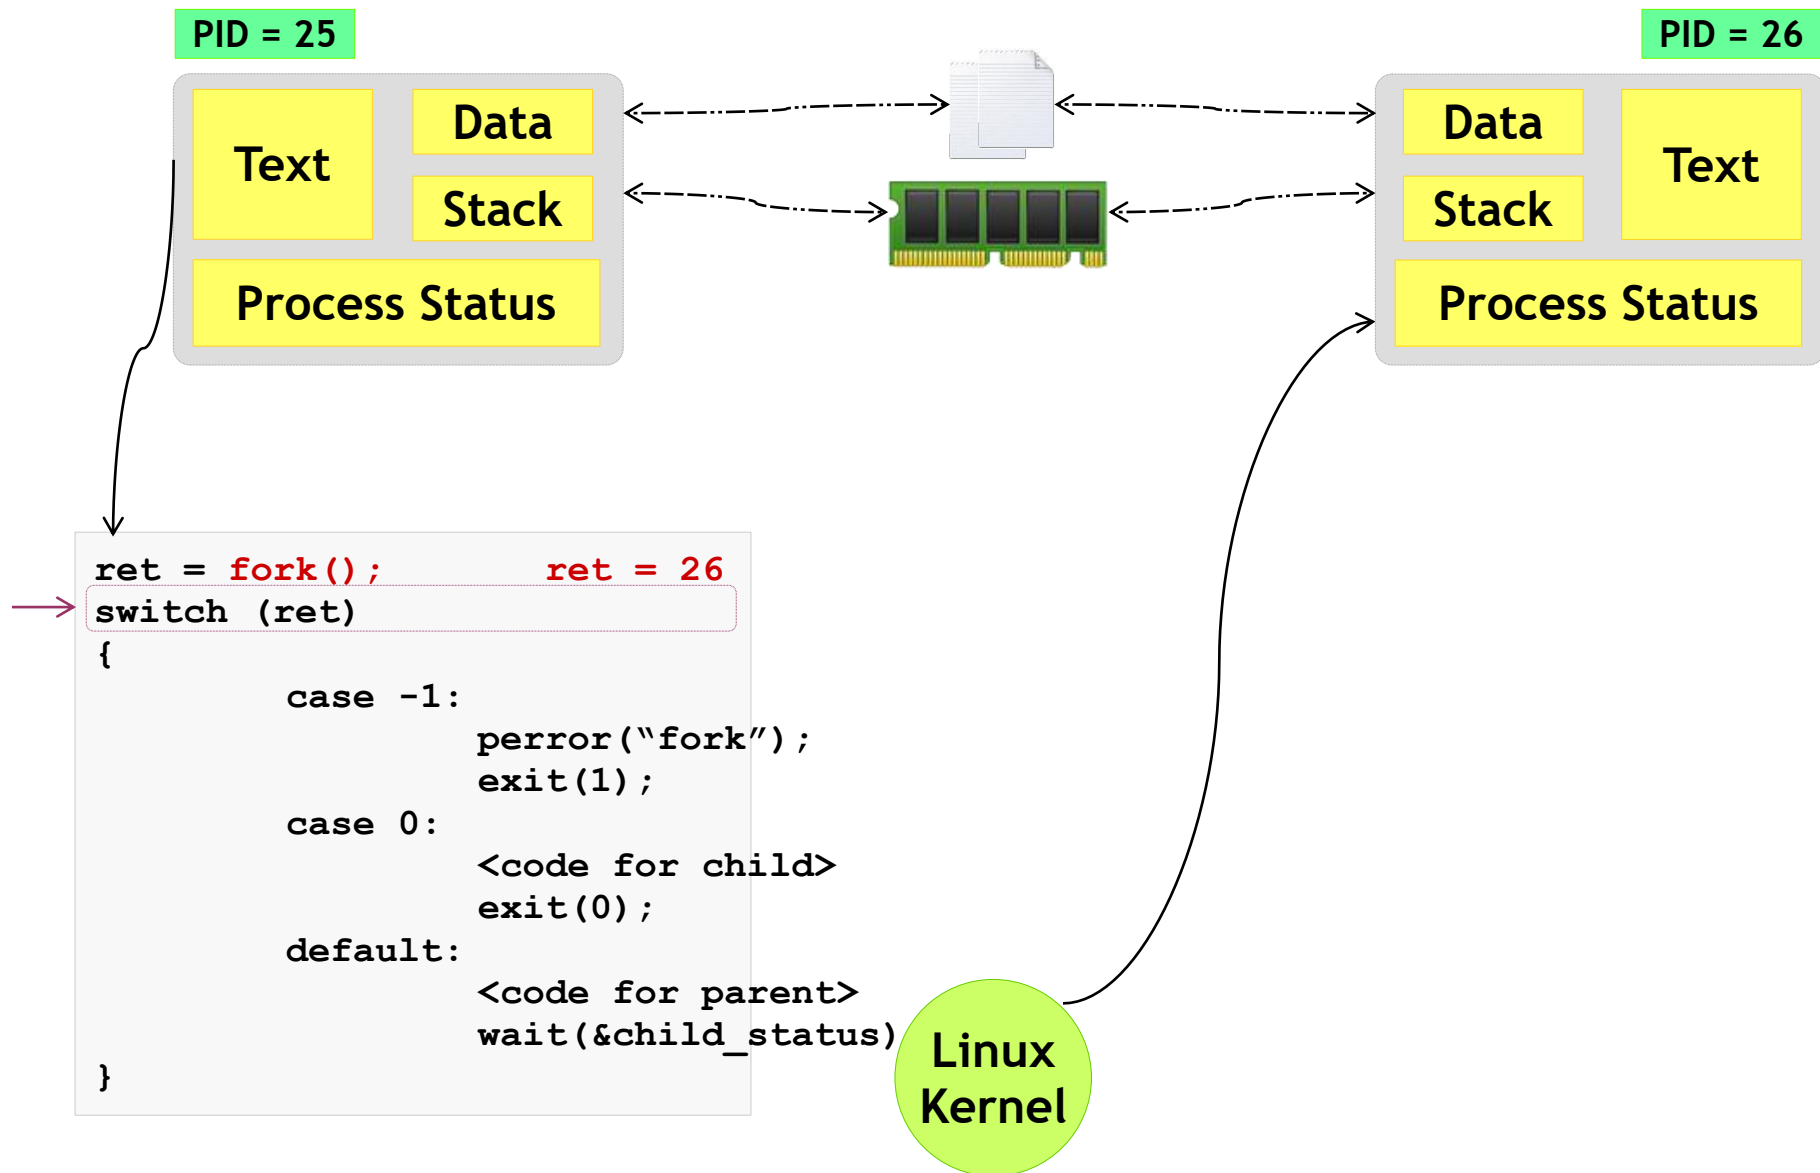 PID = 25
PID = 26
Text
Data
Stack
Process Status
Data
Stack
Text
Process Status
ret = fork(); ret = 26
switch (ret)
{
case -1:
perror(“fork”);
exit(1);
case 0:
<code for child>
exit(0);
default:
<code for parent>
wait(&child_status)
}
Linux
Kernel